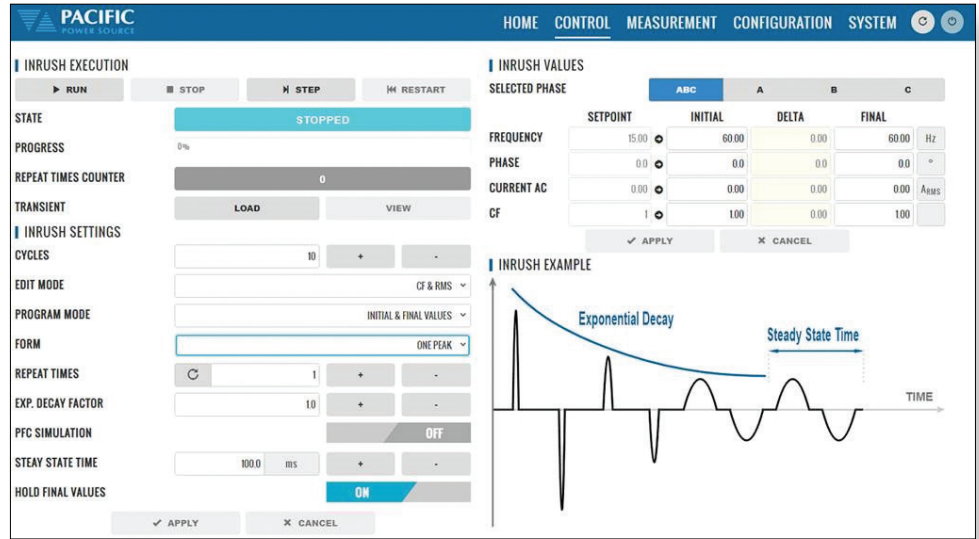 PACIFIC
POWER SOURCE
HOME CONTROL MEASUREMENT CONFIGURATION SYSTEM
INRUSH EXECUTION
RUN STOP STEP RESTART
STATE STOPPED
PROGRESS 0%
REPEAT TIMES COUNTER 0
TRANSIENT LOAD VIEW
INRUSH SETTINGS
CYCLES 10 + -
EDIT MODE CF & RMS
PROGRAM MODE INITIAL & FINAL VALUES
FORM ONE PEAK
REPEAT TIMES 1 + -
EXP. DECAY FACTOR 1.0 + -
PFC SIMULATION OFF
STEAY STATE TIME 100.0 ms + -
HOLD FINAL VALUES ON
APPLY CANCEL
INRUSH VALUES
SELECTED PHASE ABC A B C
SETPOINT INITIAL DELTA FINAL
FREQUENCY 15.00 60.00 0.00 60.00 Hz
PHASE 0.0 0.0 0.0 0.0 °
CURRENT AC 0.00 0.00 0.00 0.00 ARMS
CF 1 1.00 0.00 1.00
APPLY CANCEL
INRUSH EXAMPLE
Exponential Decay
Steady State Time
TIME